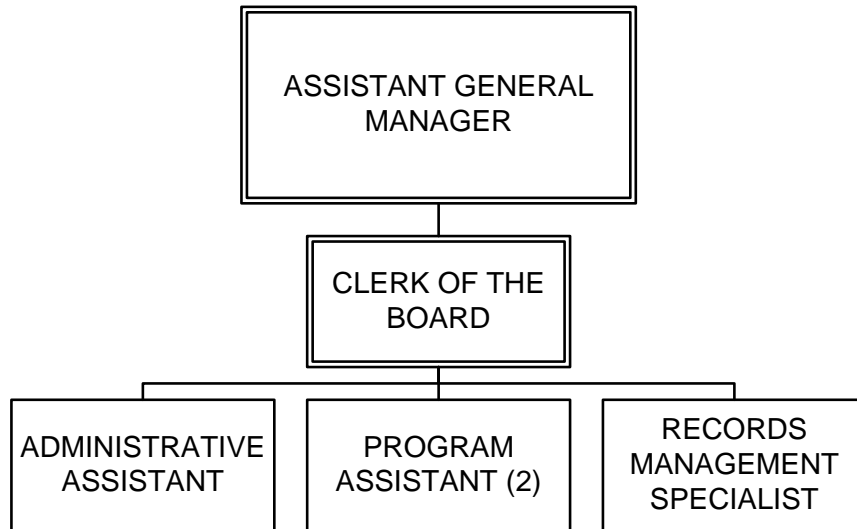 ASSISTANT GENERAL
MANAGER
CLERK OF THE
BOARD
ADMINISTRATIVE
ASSISTANT
PROGRAM
ASSISTANT (2)
RECORDS
MANAGEMENT
SPECIALIST